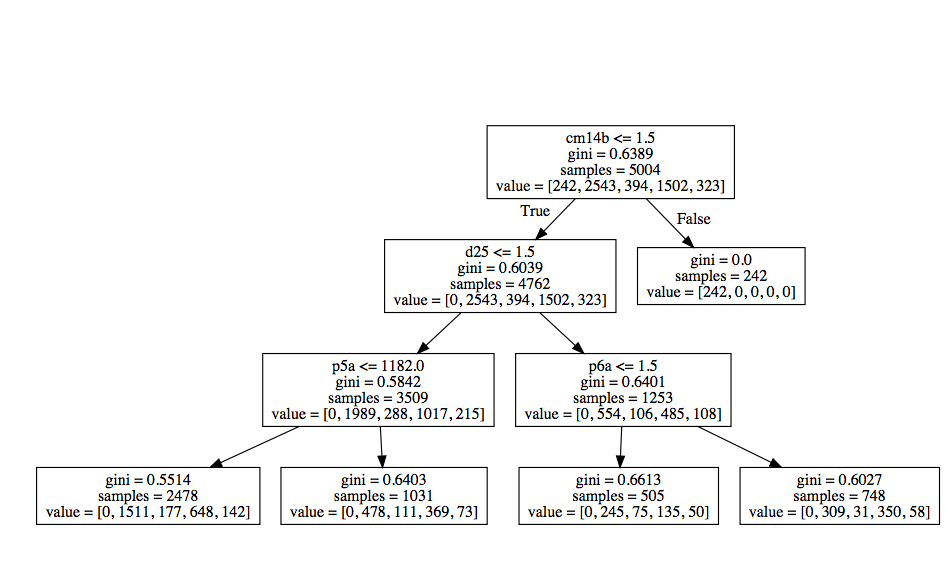 cm14b <= 1.5
gini = 0.6389
samples = 5004
value = [242, 2543, 394, 1502, 323]
True
False
d25 <= 1.5
gini = 0.6039
samples = 4762
value = [0, 2543, 394, 1502, 323]
gini = 0.0
samples = 242
value = [242, 0, 0, 0, 0]
p5a <= 1182.0
gini = 0.5842
samples = 3509
value = [0, 1989, 288, 1017, 215]
p6a <= 1.5
gini = 0.6401
samples = 1253
value = [0, 554, 106, 485, 108]
gini = 0.5514
samples = 2478
value = [0, 1511, 177, 648, 142]
gini = 0.6403
samples = 1031
value = [0, 478, 111, 369, 73]
gini = 0.6613
samples = 505
value = [0, 245, 75, 135, 50]
gini = 0.6027
samples = 748
value = [0, 309, 31, 350, 58]